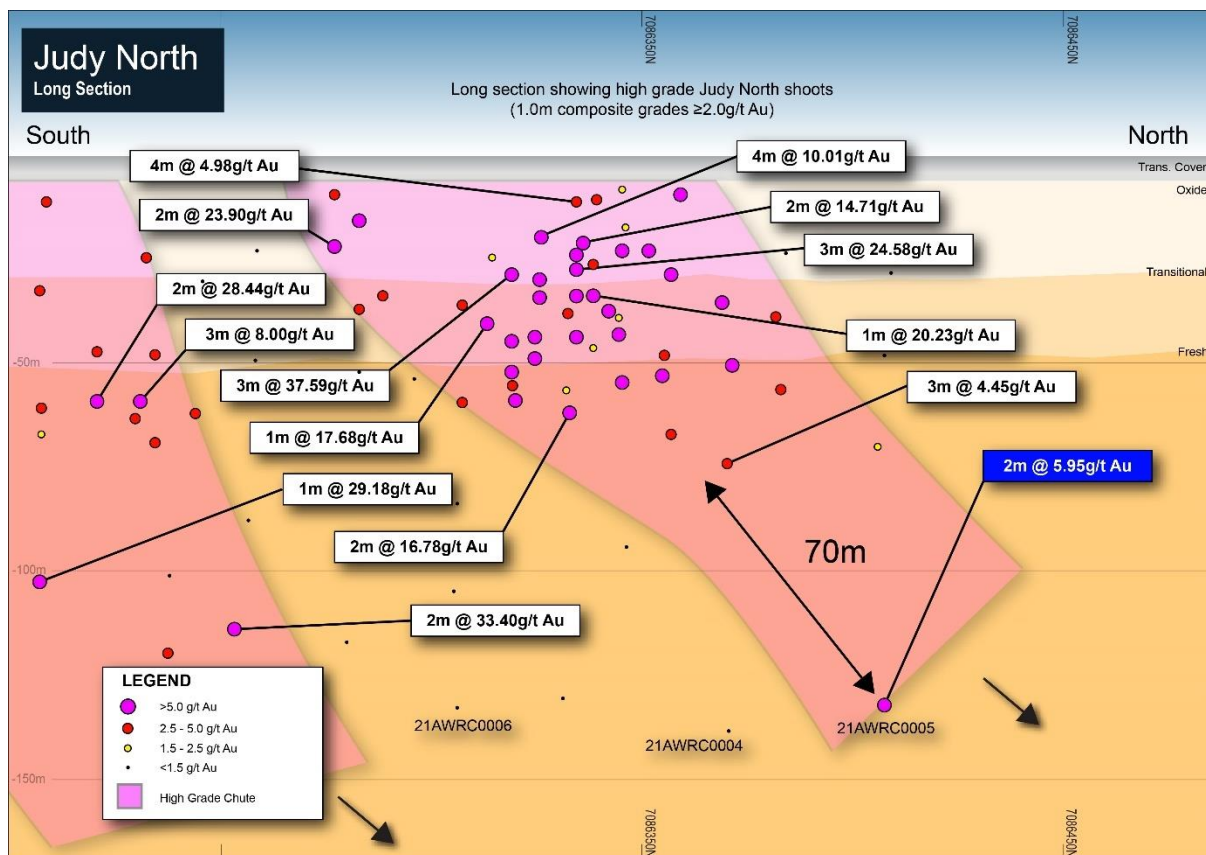 Judy North
Long Section
7086350N
7086450N
Long section showing high grade Judy North shoots
(1.0m composite grades ≥2.0g/t Au)
South
North
Trans. Cover
Oxide
Transitional
Fresh
4m @ 4.98g/t Au
4m @ 10.01g/t Au
2m @ 23.90g/t Au
2m @ 14.71g/t Au
3m @ 24.58g/t Au
2m @ 28.44g/t Au
3m @ 8.00g/t Au
1m @ 20.23g/t Au
-50m
3m @ 37.59g/t Au
3m @ 4.45g/t Au
1m @ 17.68g/t Au
2m @ 5.95g/t Au
1m @ 29.18g/t Au
2m @ 16.78g/t Au
70m
-100m
2m @ 33.40g/t Au
LEGEND
>5.0 g/t Au
2.5 - 5.0 g/t Au
1.5 - 2.5 g/t Au
<1.5 g/t Au
High Grade Chute
21AWRC0006
21AWRC0004
21AWRC0005
-150m
7086350N
7086450N